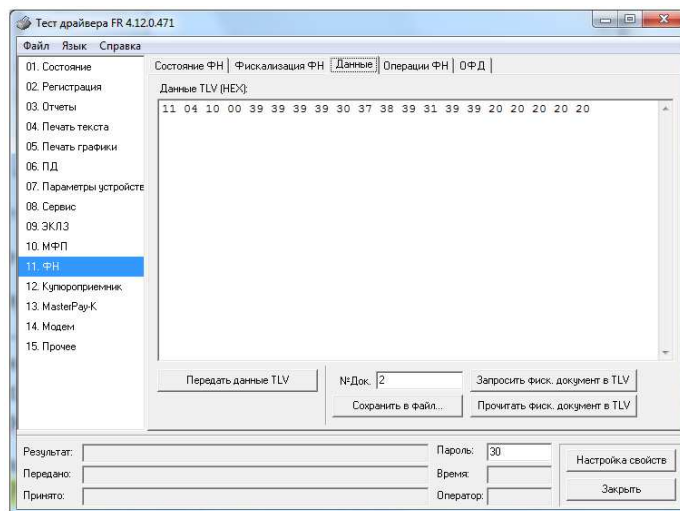 Тест драйвера FR 4.12.0.471
Файл Язык Справка
01. Состояние
02. Регистрация
03. Отчеты
04. Печать текста
05. Печать графики
06. ПД
07. Параметры устройств
08. Сервис
09. ЭКЛЗ
10. МФП
11. ФН
12. Купюроприемник
13. MasterPay-K
14. Модем
15. Прочее
Состояние ФН Фискализация ФН Данные Операции ФН ОФД
Данные TLV (HEX):
11 04 10 00 39 39 39 39 30 37 38 39 31 39 39 20 20 20 20 20
Передать данные TLV
№Док. 2
Запросить фиск. документ в TLV
Сохранить в файл...
Прочитать фиск. документ в TLV
Результат:
Передано:
Принято:
Пароль: 30
Время:
Оператор:
Настройка свойств
Закрыть